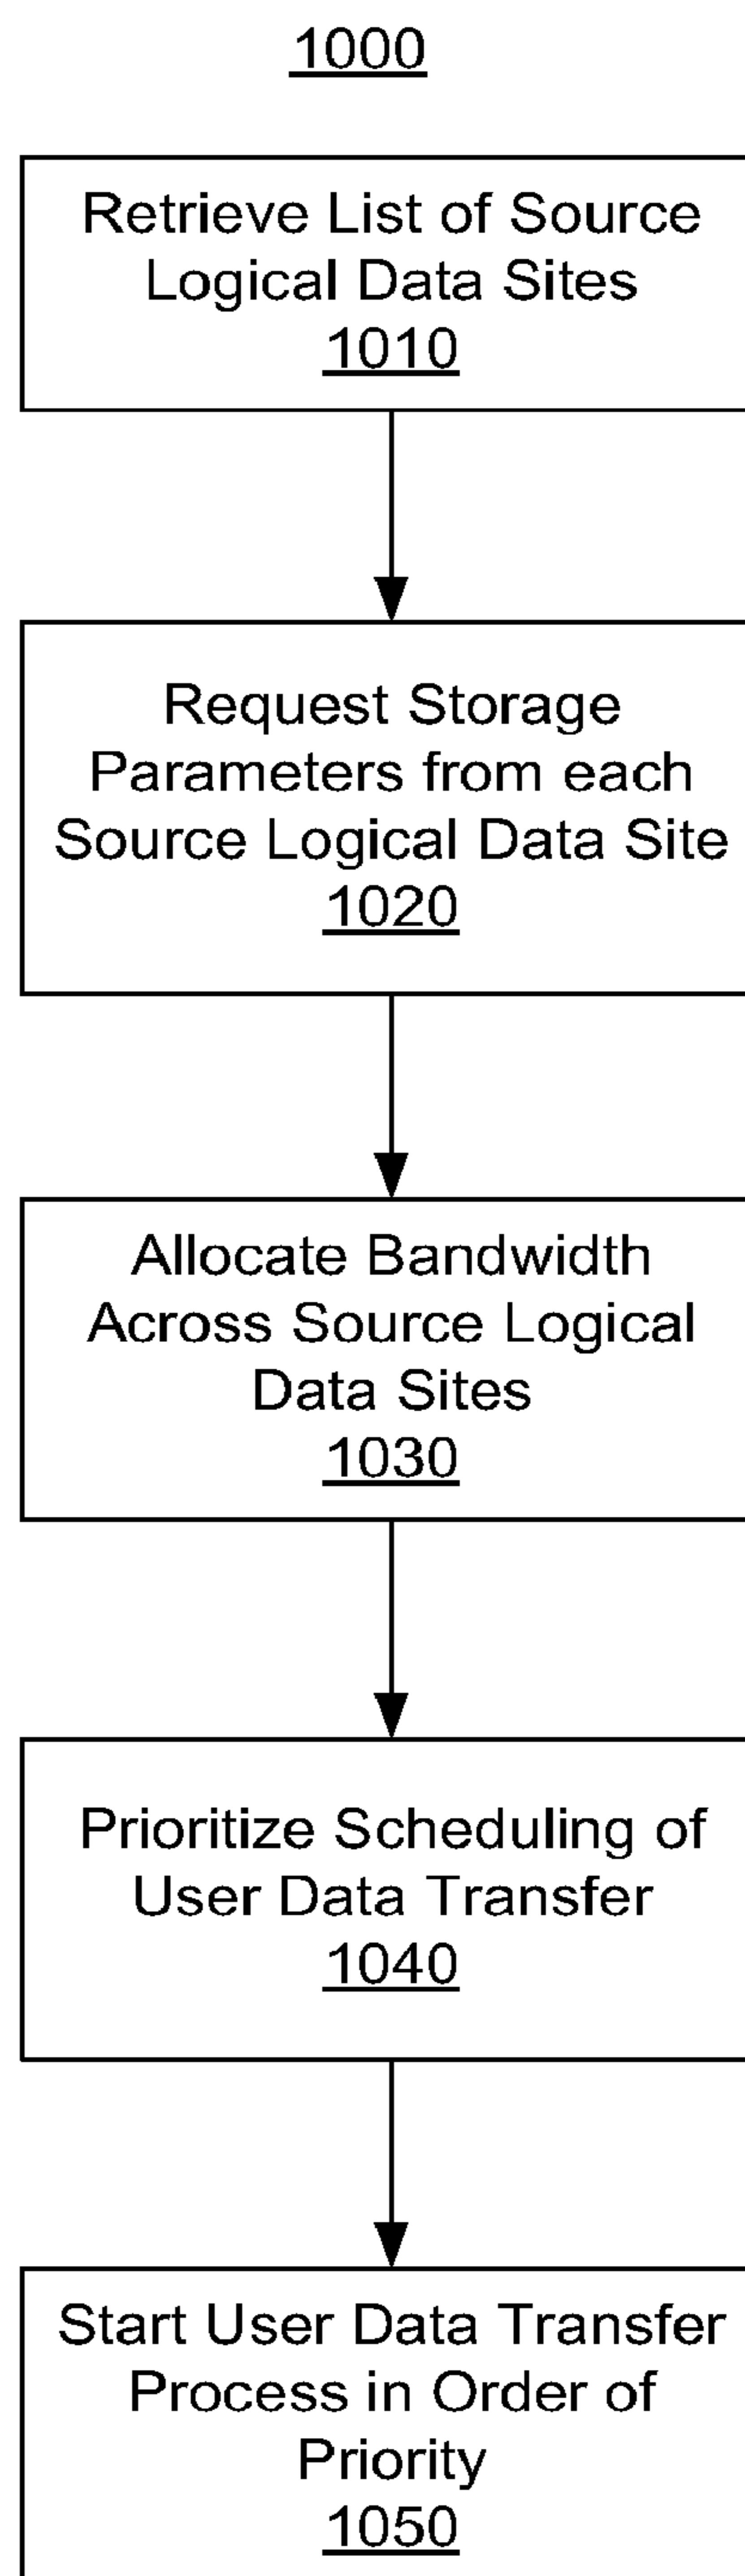 1000
Retrieve List of Source
Logical Data Sites
1010
Request Storage
Parameters from each
Source Logical Data Site
1020
Allocate Bandwidth
Across Source Logical
Data Sites
1030
Prioritize Scheduling of
User Data Transfer
1040
Start User Data Transfer
Process in Order of
Priority
1050